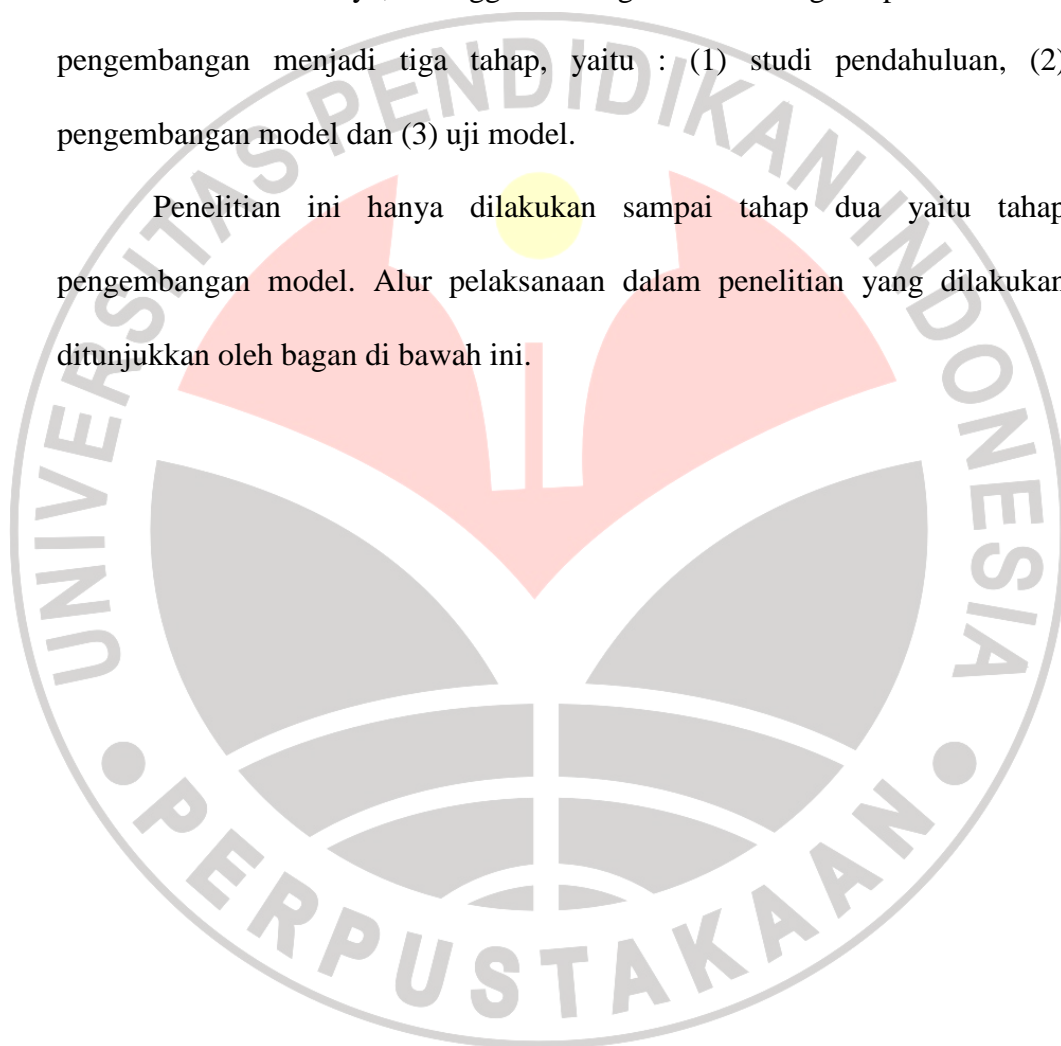 pengembangan menjadi tiga tahap, yaitu : (1) studi pendahuluan, (2)
pengembangan model dan (3) uji model.
Penelitian ini hanya dilakukan sampai tahap dua yaitu tahap
pengembangan model. Alur pelaksanaan dalam penelitian yang dilakukan
ditunjukkan oleh bagan di bawah ini.
UNIVERSITAS PENDIDIKAN INDONESIA
PERPUSTAKAAN